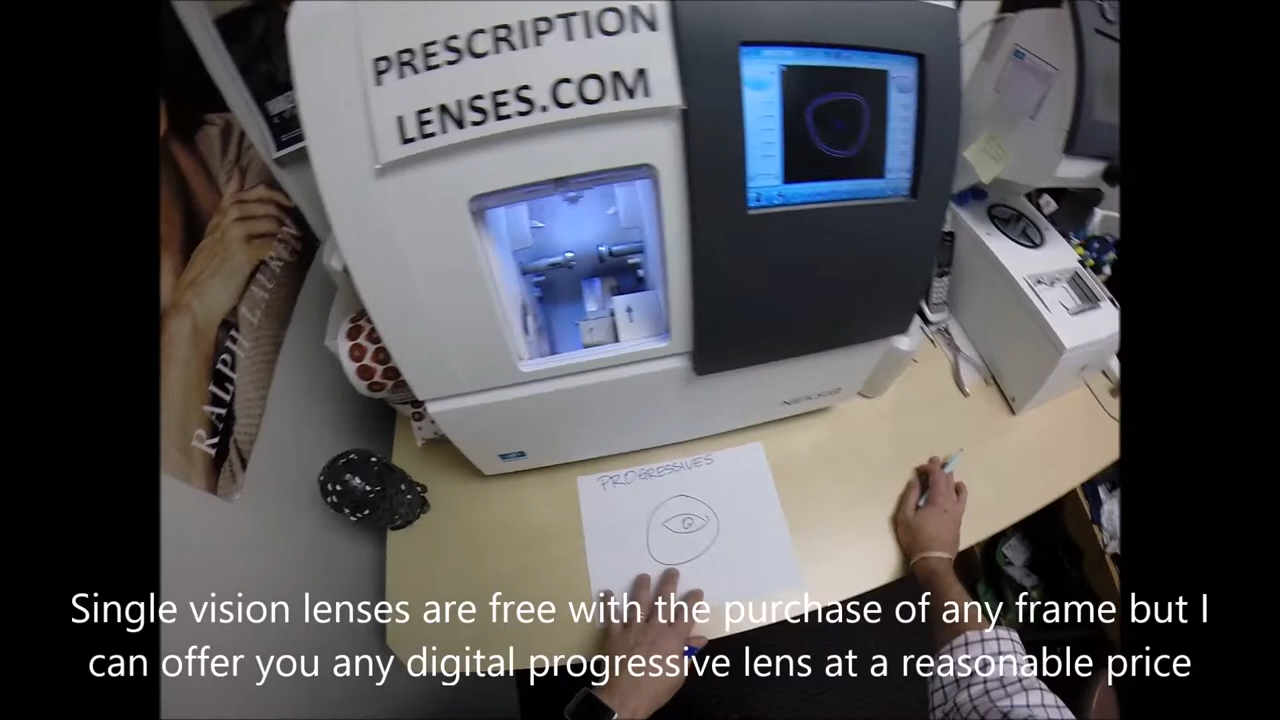 PRESCRIPTION
LENSES.COM
RALPH LAUREN
PROGRESSIVES
Single vision lenses are free with the purchase of any frame but I
can offer you any digital progressive lens at a reasonable price